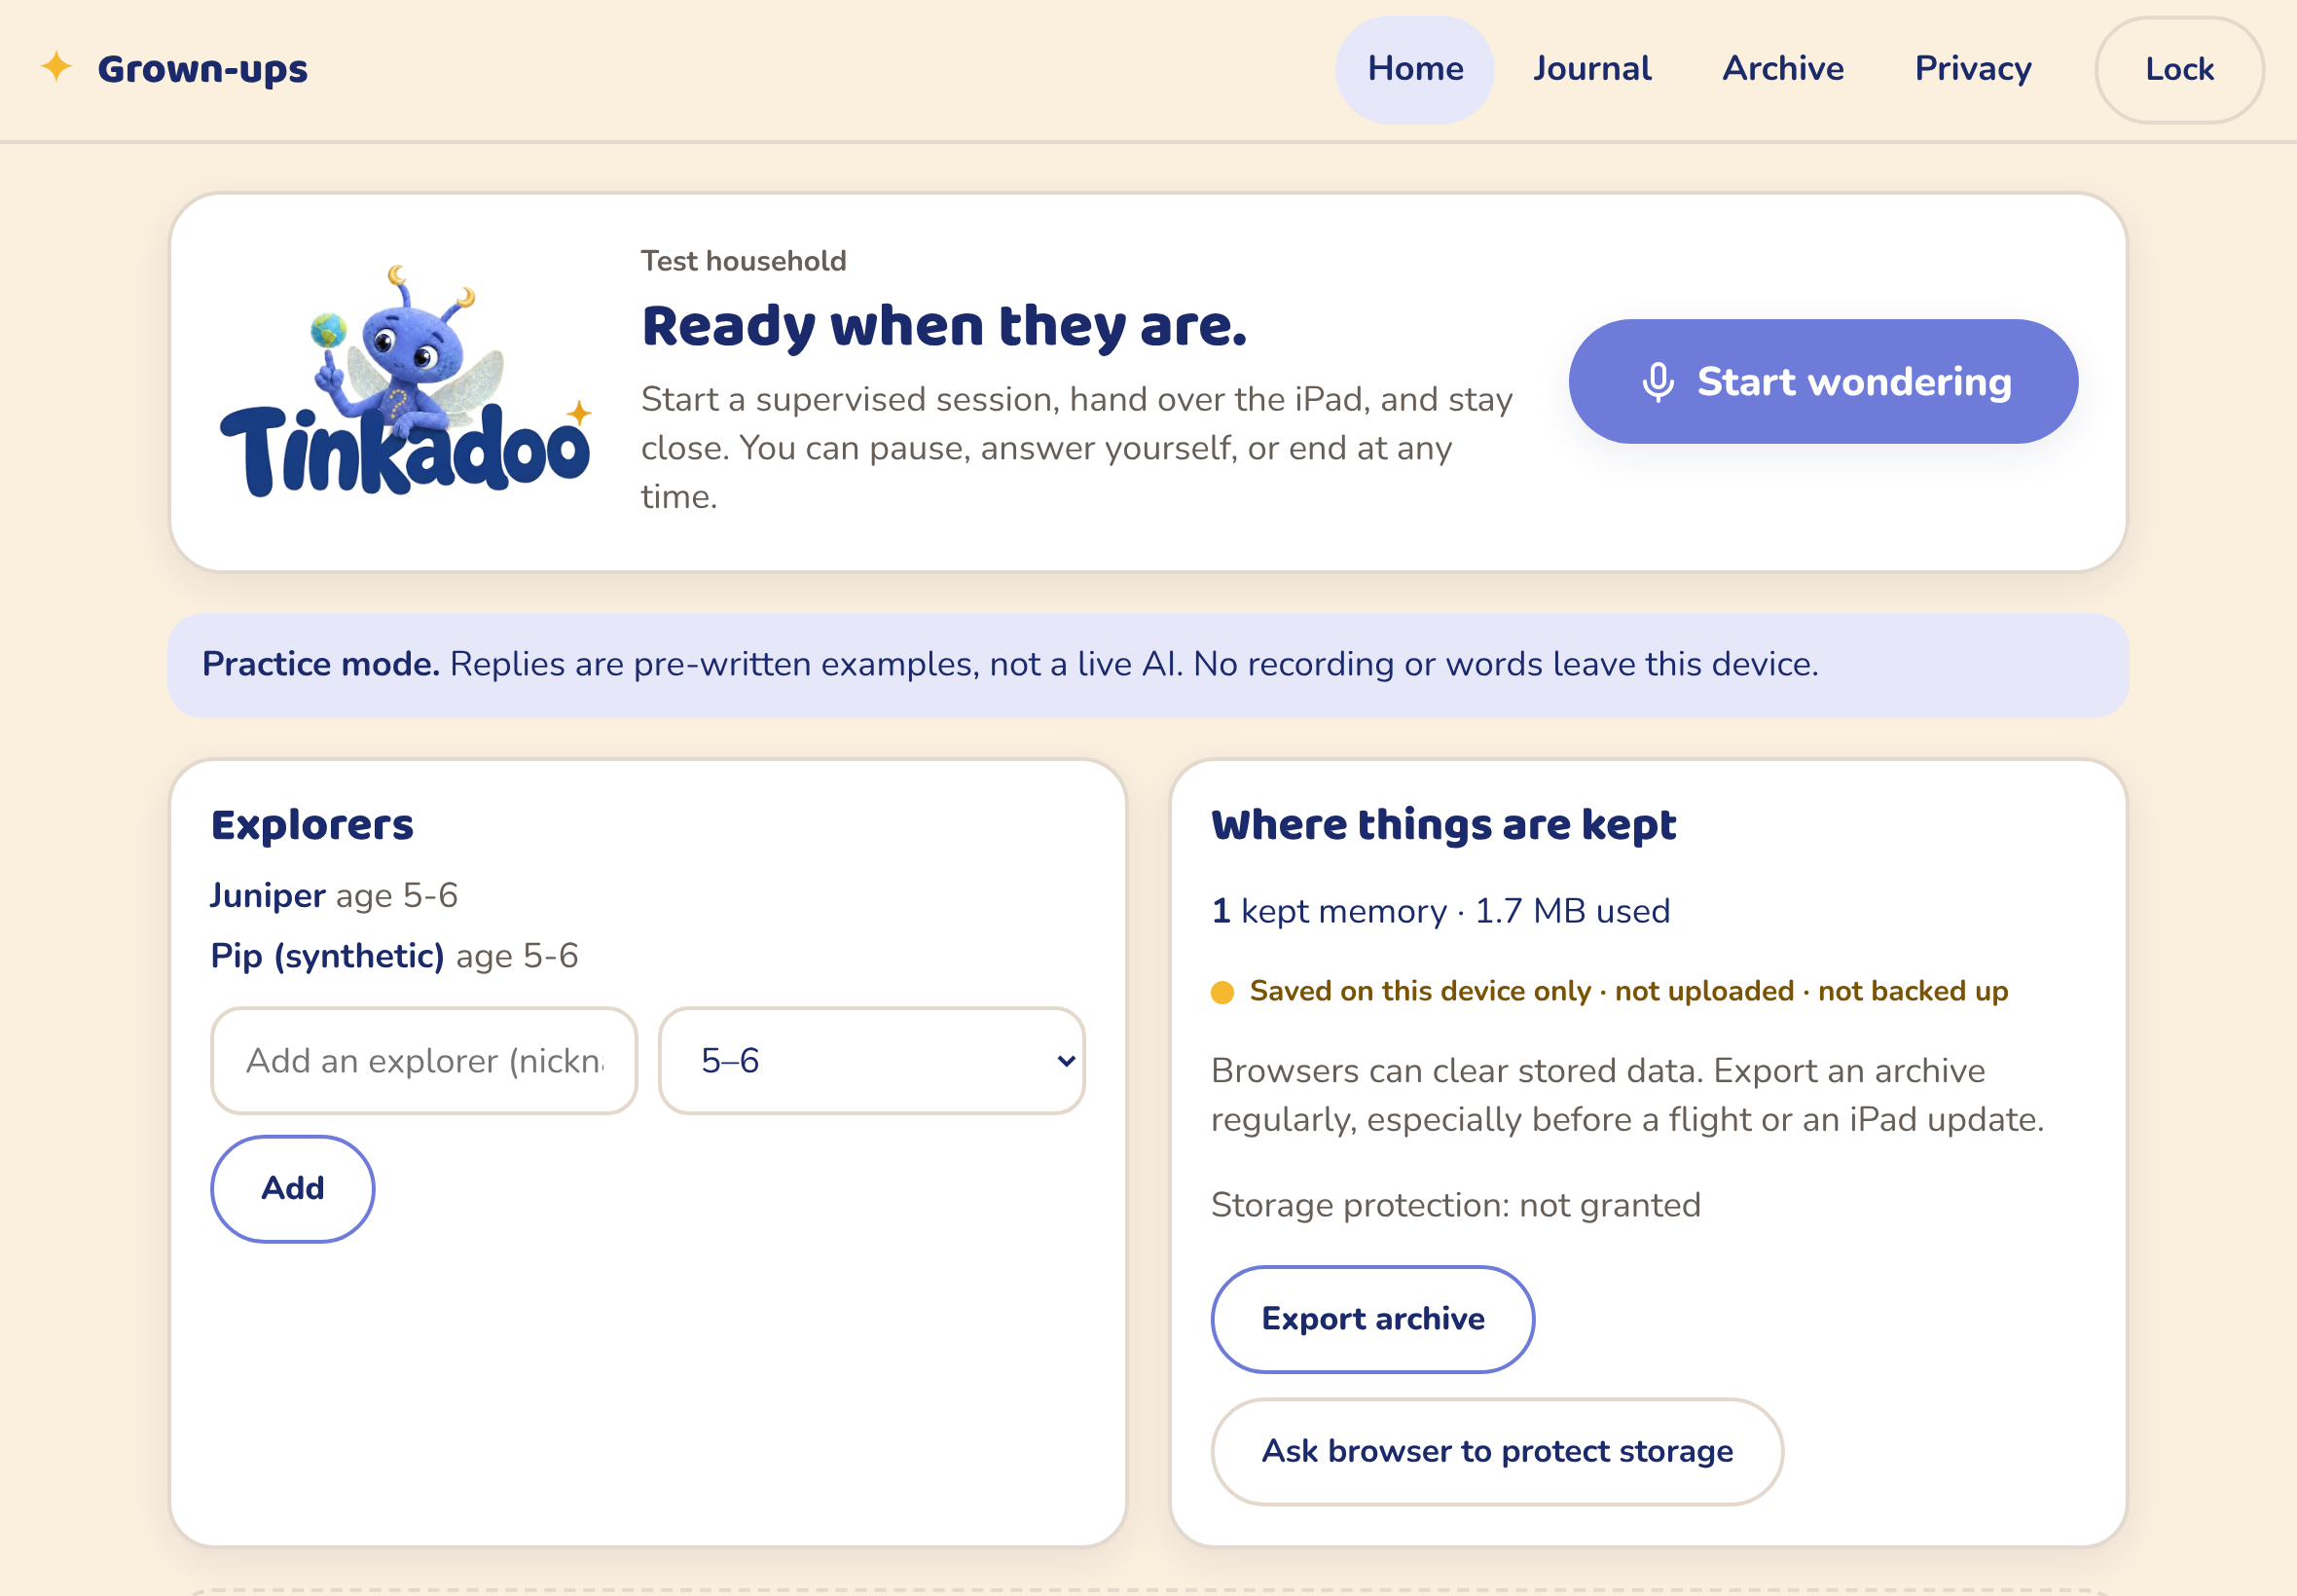 Grown-ups
Home
Journal
Archive
Privacy
Lock
Tinkadoo
Test household
Ready when they are.
Start a supervised session, hand over the iPad, and stay
close. You can pause, answer yourself, or end at any
time.
Start wondering
Practice mode. Replies are pre-written examples, not a live AI. No recording or words leave this device.
Explorers
Juniper age 5-6
Pip (synthetic) age 5-6
Add an explorer (nickn
5–6
Add
Where things are kept
1 kept memory · 1.7 MB used
Saved on this device only · not uploaded · not backed up
Browsers can clear stored data. Export an archive
regularly, especially before a flight or an iPad update.
Storage protection: not granted
Export archive
Ask browser to protect storage